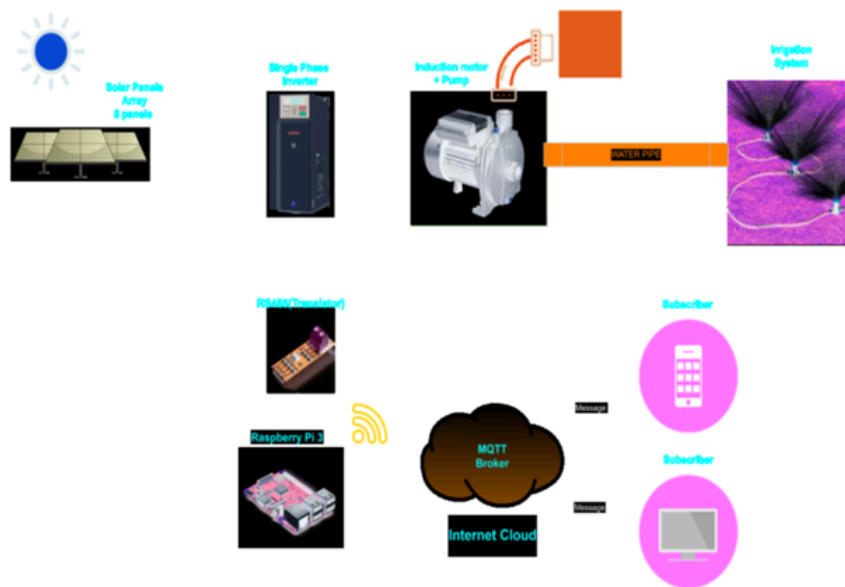 Solar Panels
Array
8 panels
Single Phase
Inverter
Induction motor
+ Pump
Irrigation
System
WATER PIPE
RS485(Translator)
Raspberry Pi 3
MQTT
Broker
Internet Cloud
Message
Message
Subscriber
Subscriber